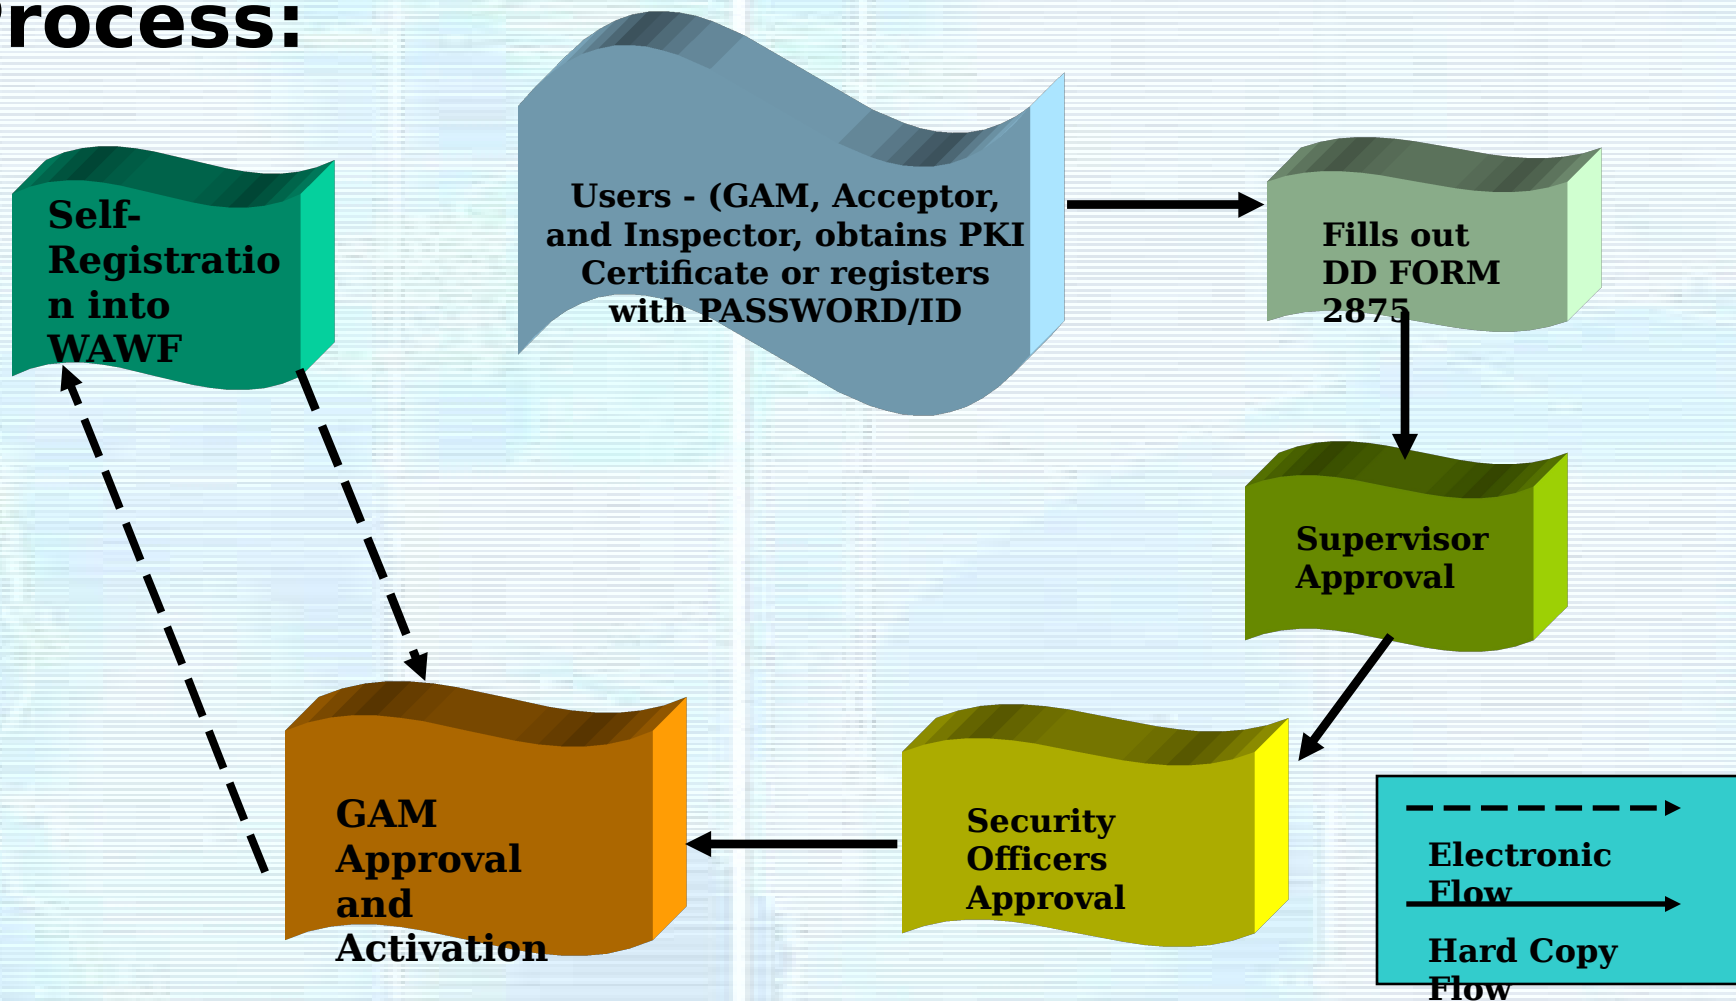 rocess:
Users - (GAM, Acceptor,
and Inspector, obtains PKI
Certificate or registers
with PASSWORD/ID
Self-
Registratio
n into
WAWF
Fills out
DD FORM
2875
Supervisor
Approval
GAM
Approval
and
Activation
Security
Officers
Approval
Electronic
Flow
Hard Copy
Flow